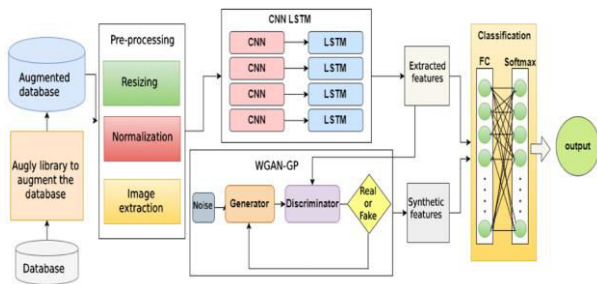 Augmented
database
Augly library to
augment the
database
Database
Pre-processing
Resizing
Normalization
Image
extraction
CNN LSTM
CNN
LSTM
CNN
LSTM
CNN
LSTM
CNN
LSTM
Extracted
features
WGAN-GP
Noise
Generator
Discriminator
Real
or
Fake
Synthetic
features
Classification
FC
Softmax
output